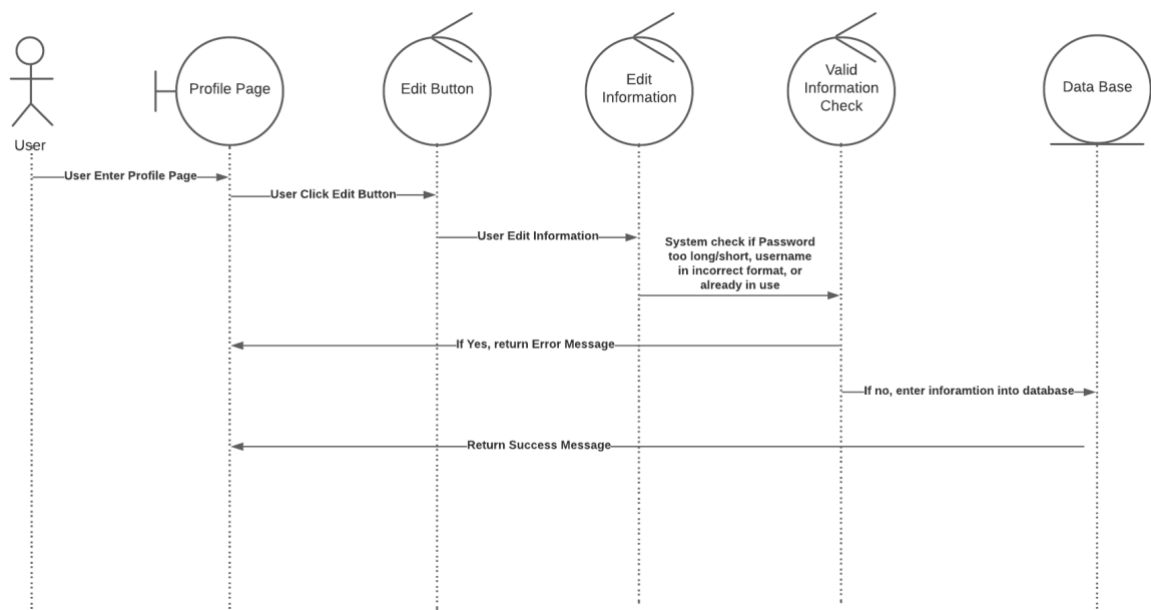 Profile Page
Edit Button
Edit
Information
Valid
Information
Check
Data Base
User
User Enter Profile Page
User Click Edit Button
User Edit Information
System check if Password
too long/short, username
in incorrect format, or
already in use
If Yes, return Error Message
If no, enter inforamtion into database
Return Success Message